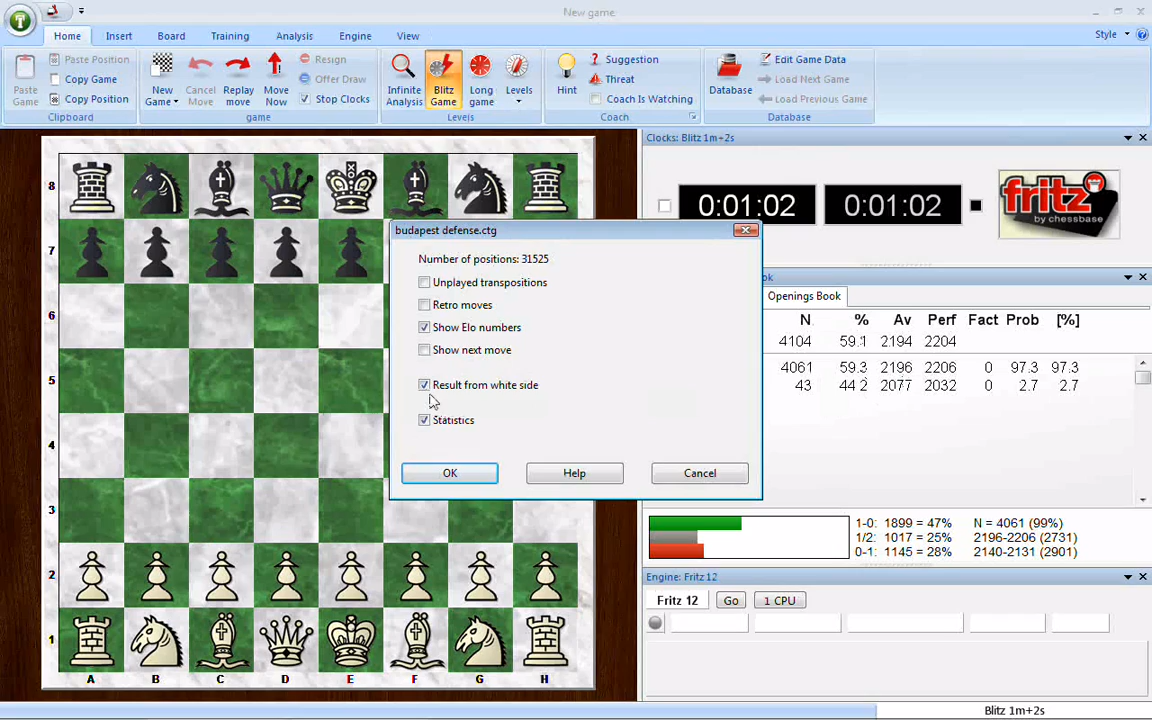 New game
Home Insert Board Training Analysis Engine View Style
Paste Game
Paste Position
Copy Game
Copy Position
Clipboard
New Game
Cancel Move
Replay move
Move Now
Resign
Offer Draw
Stop Clocks
game
Infinite Analysis
Blitz Game
Long game
Levels
Levels
Hint
Suggestion
Threat
Coach Is Watching
Coach
Database
Edit Game Data
Load Next Game
Load Previous Game
Database
8
7
6
5
4
3
2
1
A B C D E F G H
budapest defense.ctg
Number of positions: 31525
Unplayed transpositions
Retro moves
Show Elo numbers
Show next move
Result from white side
Statistics
OK Help Cancel
Clocks: Blitz 1m+2s
0:01:02 0:01:02
fritz
by chessbase
Openings Book
N % Av Perf Fact Prob [%]
4104 59.1 2194 2204
4061 59.3 2196 2206 0 97.3 97.3
43 44.2 2077 2032 0 2.7 2.7
1-0: 1899 = 47% N = 4061 (99%)
1/2: 1017 = 25% 2196-2206 (2731)
0-1: 1145 = 28% 2140-2131 (2901)
Engine: Fritz 12
Fritz 12 Go 1 CPU
Blitz 1m+2s